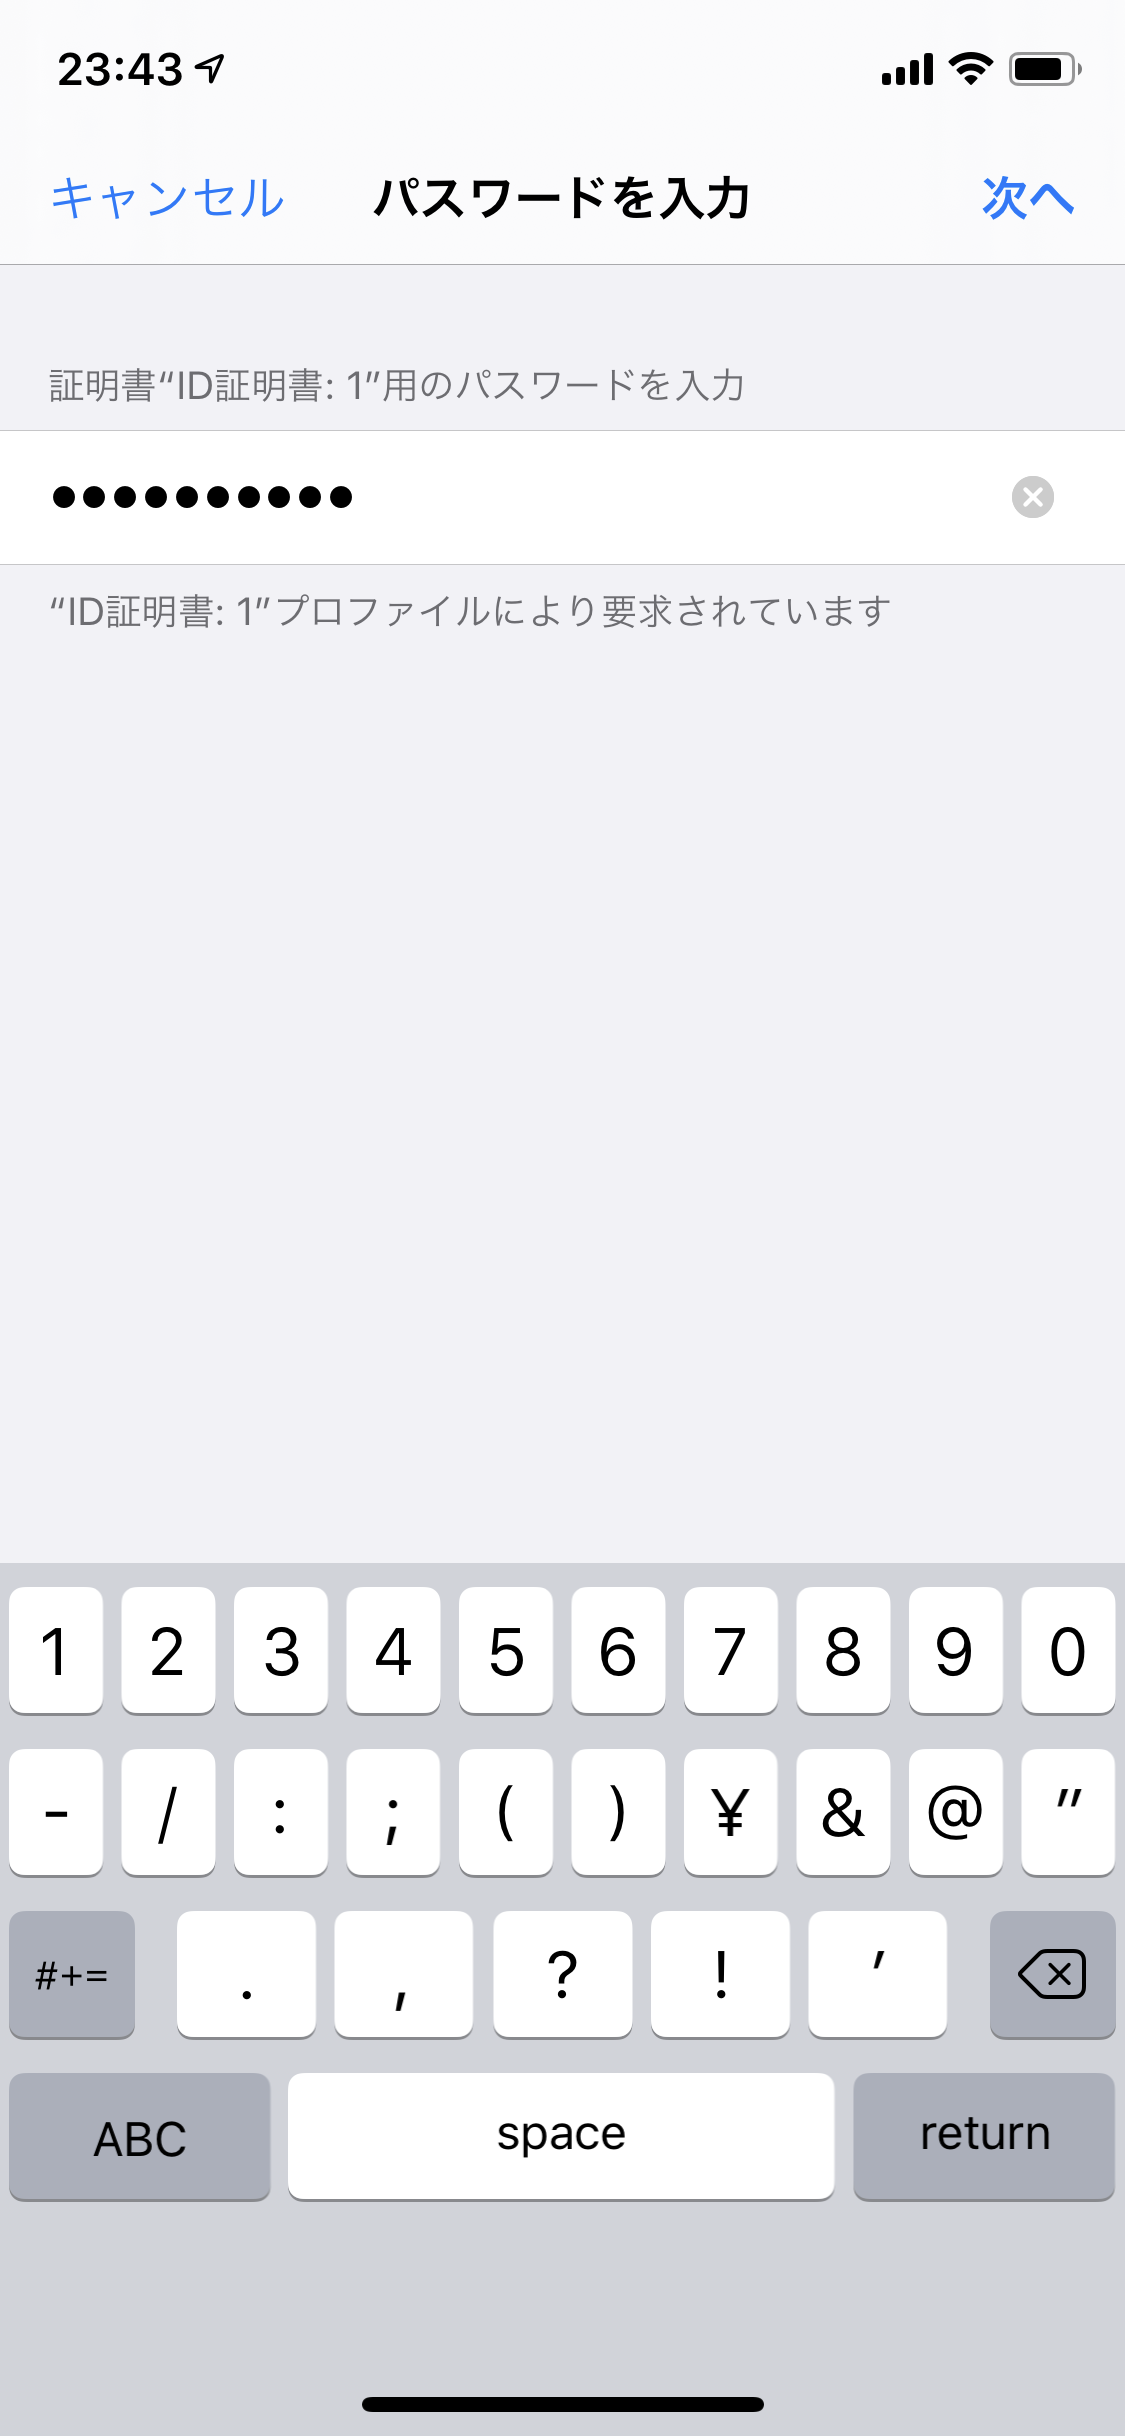 23:43
キャンセル パスワードを入力 次へ
証明書“ID証明書: 1”用のパスワードを入力
●●●●●●●●●●
“ID証明書: 1”プロファイルにより要求されています
1 2 3 4 5 6 7 8 9 0
- / : ; ( ) ¥ & @ "
#+= . , ? ! ’
ABC space return